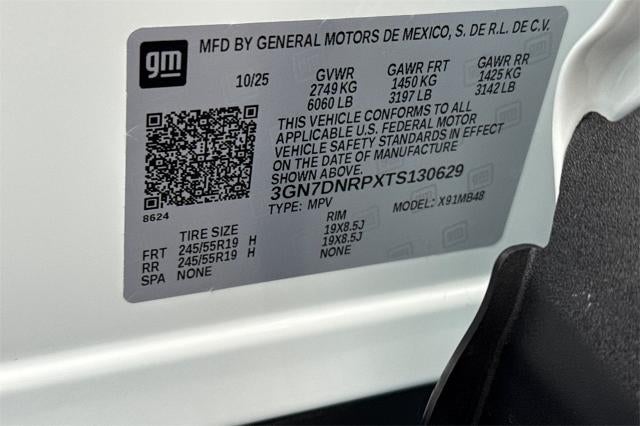 gm
MFD BY GENERAL MOTORS DE MEXICO, S. DE R.L. DE C.V.
10/25 GVWR GAWR FRT GAWR RR
2749 KG 1450 KG 1425 KG
6060 LB 3197 LB 3142 LB
THIS VEHICLE CONFORMS TO ALL
APPLICABLE U.S. FEDERAL MOTOR
VEHICLE SAFETY STANDARDS IN EFFECT
ON THE DATE OF MANUFACTURE
SHOWN ABOVE.
3GN7DNRPXTS130629
TYPE: MPV MODEL: X91MB48
8624
TIRE SIZE RIM
FRT 245/55R19 H 19X8.5J
RR 245/55R19 H 19X8.5J
SPA NONE NONE